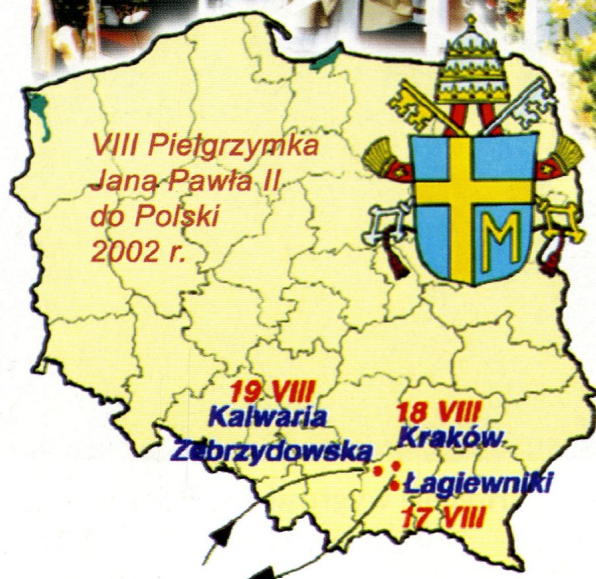 VIII Pielgrzymka
Jana Pawła II
do Polski
2002 r.
M
19 VIII
Kalwaria
Zebrzydowska
18 VIII
Kraków
Łagiewniki
17 VIII